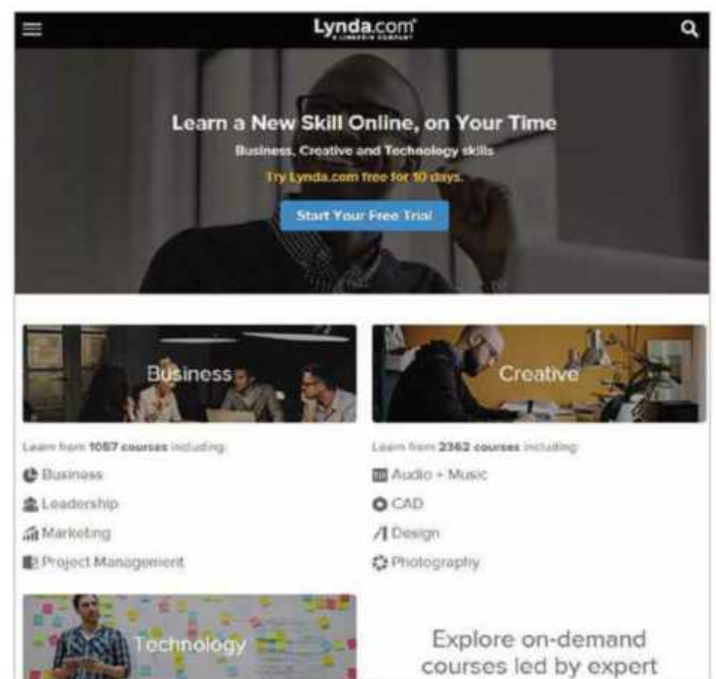 Lynda.com
A LINKEDIN COMPANY
Learn a New Skill Online, on Your Time
Business, Creative and Technology skills
Try Lynda.com free for 10 days.
Start Your Free Trial
Business
Learn from 1057 courses including:
Business
Leadership
Marketing
Project Management
Creative
Learn from 2362 courses including:
Audio + Music
CAD
Design
Photography
Technology
Explore on-demand
courses led by expert